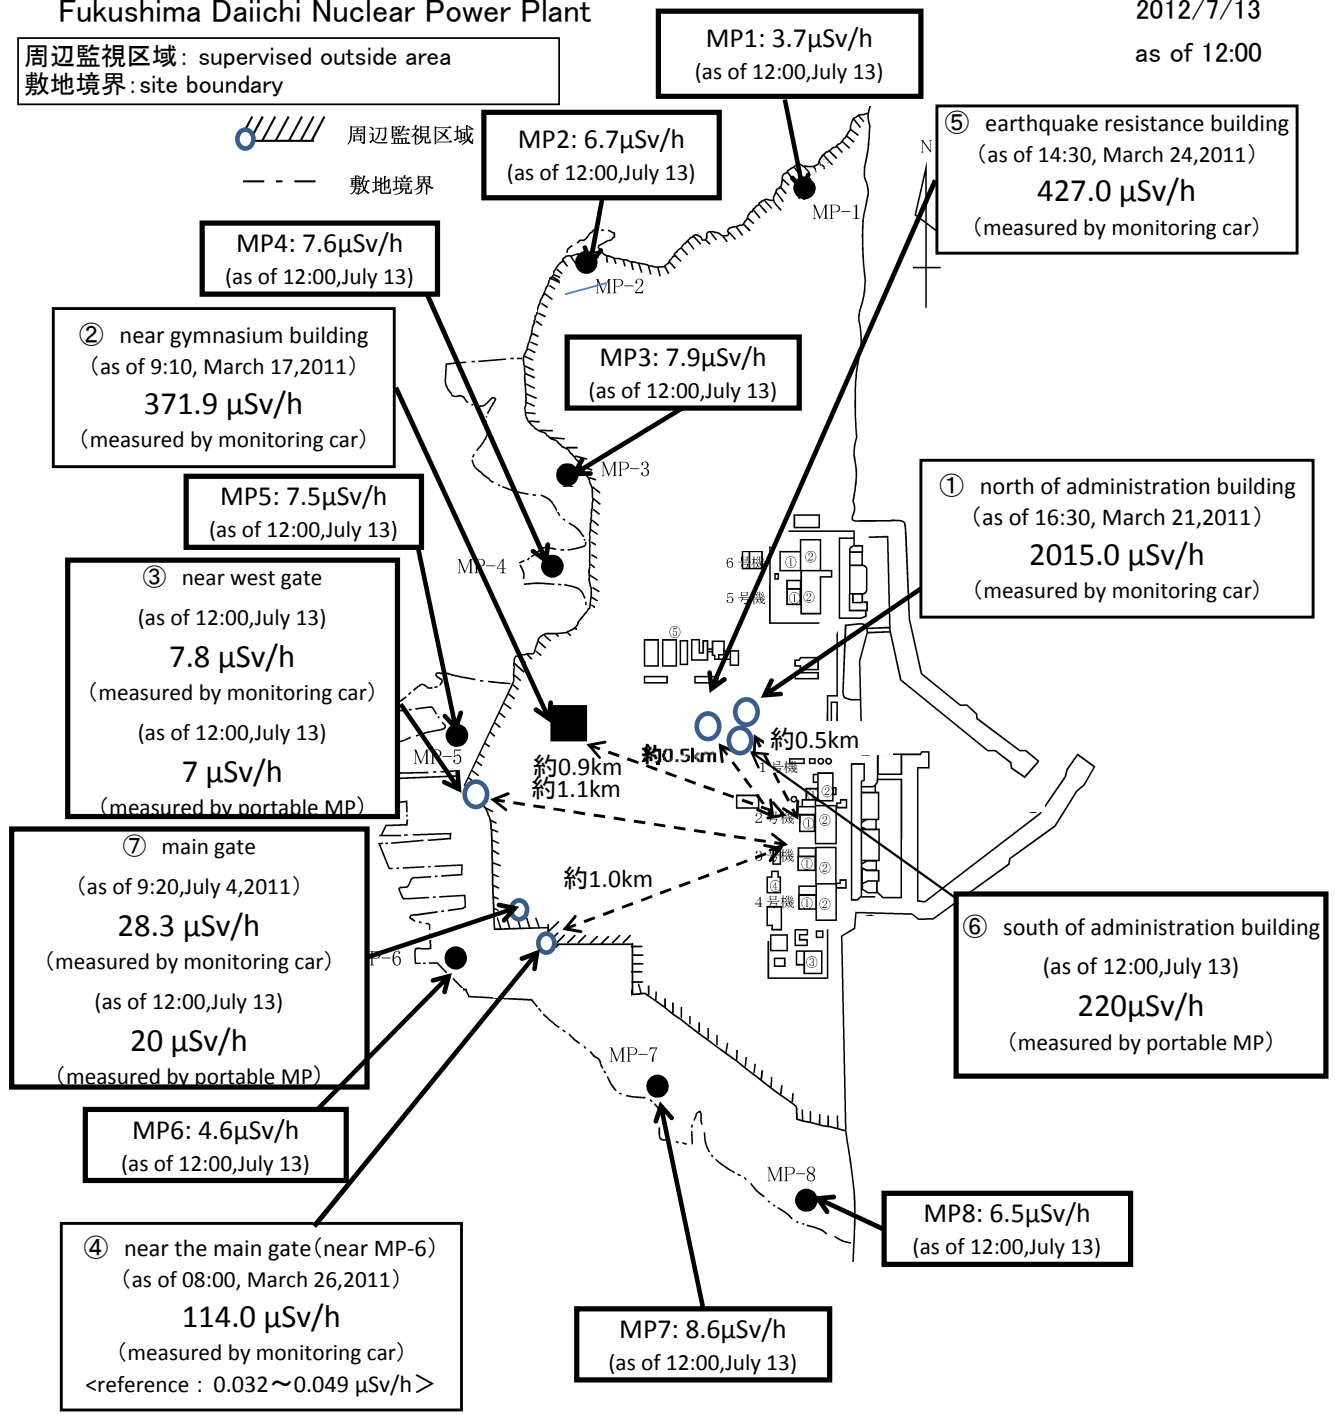 Fukushima Daiichi Nuclear Power Plant
2012/7/13
as of 12:00
周辺監視区域: supervised outside area
敷地境界:site boundary
周辺監視区域
敷地境界
MP1: 3.7μSv/h
(as of 12:00,July 13)
MP2: 6.7μSv/h
(as of 12:00,July 13)
⑤ earthquake resistance building
(as of 14:30, March 24,2011)
427.0 μSv/h
(measured by monitoring car)
N
MP-1
MP4: 7.6μSv/h
(as of 12:00,July 13)
MP-2
② near gymnasium building
(as of 9:10, March 17,2011)
371.9 μSv/h
(measured by monitoring car)
MP3: 7.9μSv/h
(as of 12:00,July 13)
MP-3
MP5: 7.5μSv/h
(as of 12:00,July 13)
① north of administration building
(as of 16:30, March 21,2011)
2015.0 μSv/h
(measured by monitoring car)
MP-4
6号機
① ②
5号機
① ②
③ near west gate
(as of 12:00,July 13)
7.8 μSv/h
(measured by monitoring car)
(as of 12:00,July 13)
7 μSv/h
(measured by portable MP)
⑤
MP-5
約0.9km
約1.1km
約0.5km
約0.5km
1号機
②
2号機
① ②
3号機
① ②
④
4号機
① ②
③
約1.0km
⑦ main gate
(as of 9:20,July 4,2011)
28.3 μSv/h
(measured by monitoring car)
(as of 12:00,July 13)
20 μSv/h
(measured by portable MP)
P-6
⑥ south of administration building
(as of 12:00,July 13)
220μSv/h
(measured by portable MP)
MP-7
MP6: 4.6μSv/h
(as of 12:00,July 13)
MP-8
MP8: 6.5μSv/h
(as of 12:00,July 13)
④ near the main gate(near MP-6)
(as of 08:00, March 26,2011)
114.0 μSv/h
(measured by monitoring car)
<reference : 0.032～0.049 μSv/h>
MP7: 8.6μSv/h
(as of 12:00,July 13)